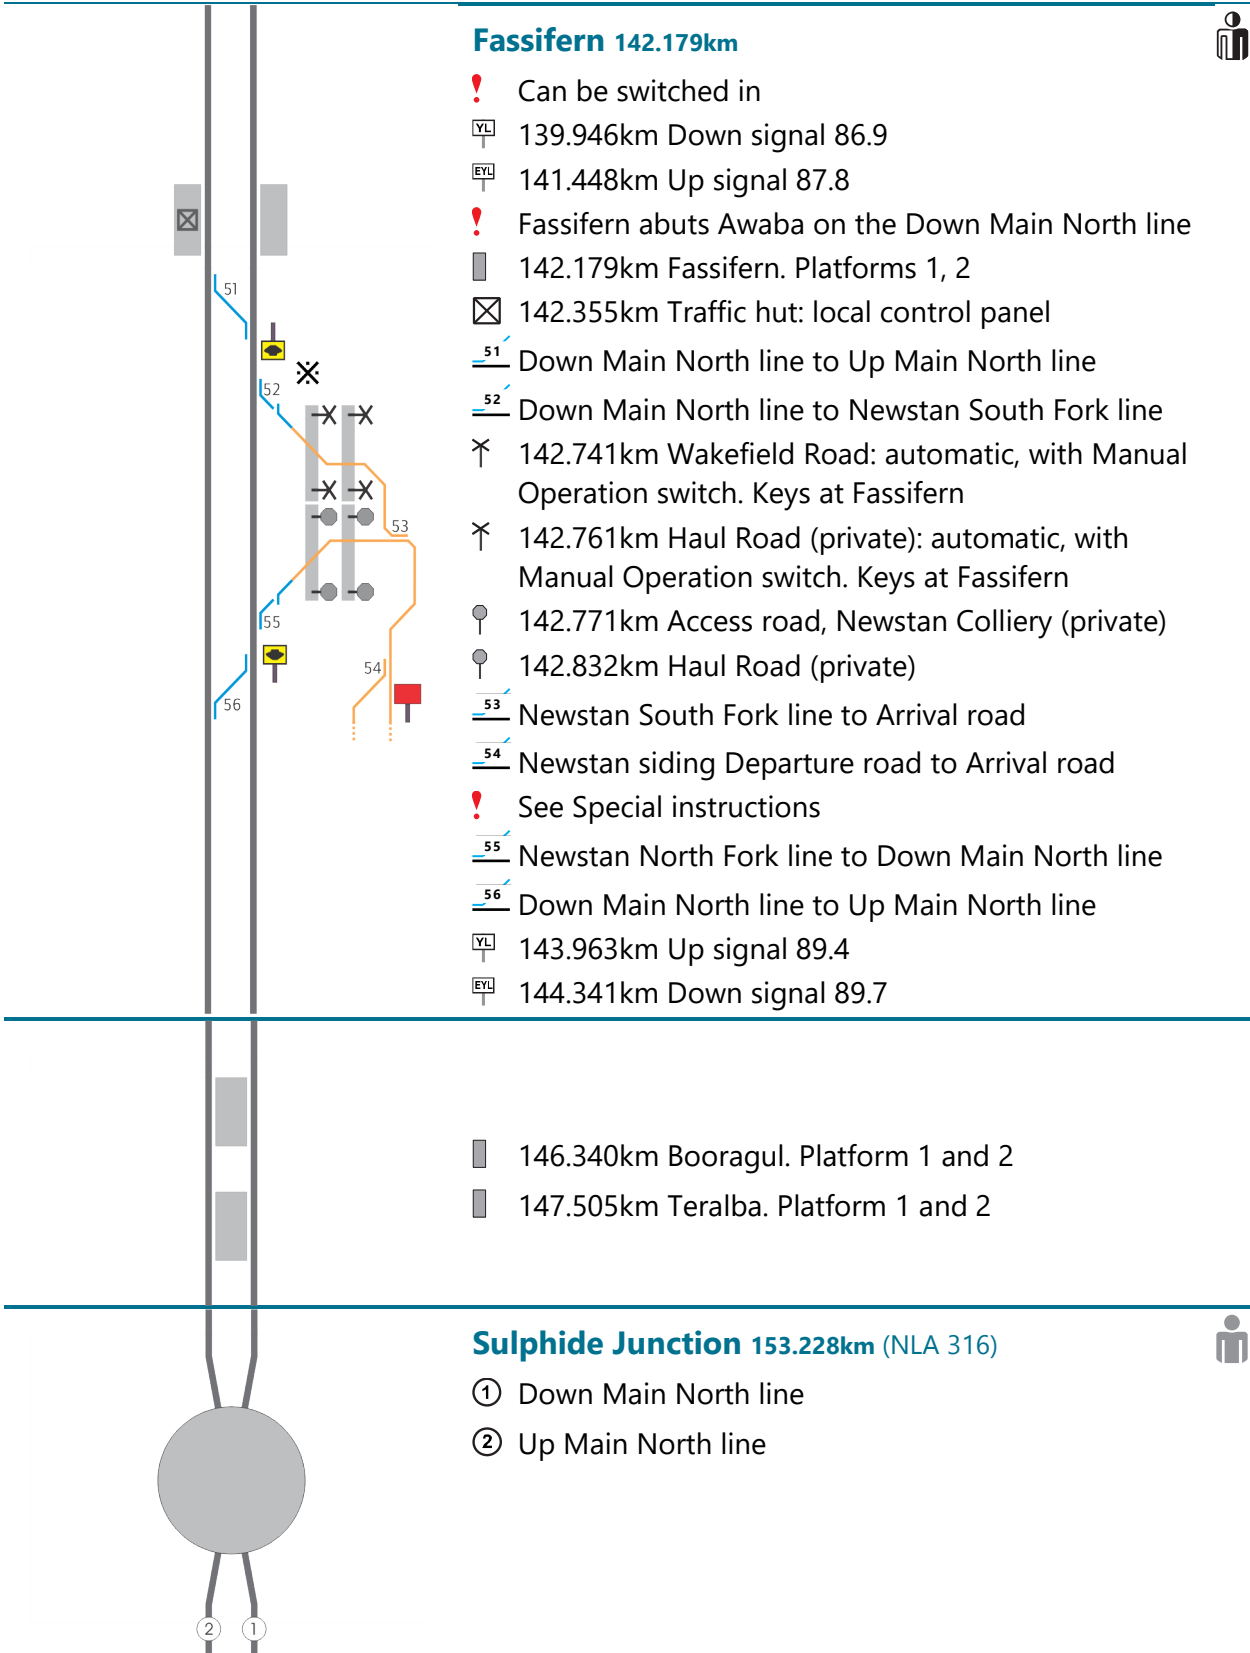 Fassifern 142.179km
Can be switched in
YL 139.946km Down signal 86.9
EYL 141.448km Up signal 87.8
Fassifern abuts Awaba on the Down Main North line
142.179km Fassifern. Platforms 1, 2
142.355km Traffic hut: local control panel
51 Down Main North line to Up Main North line
52 Down Main North line to Newstan South Fork line
142.741km Wakefield Road: automatic, with Manual
Operation switch. Keys at Fassifern
142.761km Haul Road (private): automatic, with
Manual Operation switch. Keys at Fassifern
142.771km Access road, Newstan Colliery (private)
142.832km Haul Road (private)
53 Newstan South Fork line to Arrival road
54 Newstan siding Departure road to Arrival road
See Special instructions
55 Newstan North Fork line to Down Main North line
56 Down Main North line to Up Main North line
YL 143.963km Up signal 89.4
EYL 144.341km Down signal 89.7
51
52
53
55
54
56
146.340km Booragul. Platform 1 and 2
147.505km Teralba. Platform 1 and 2
Sulphide Junction 153.228km (NLA 316)
1 Down Main North line
2 Up Main North line
2 1